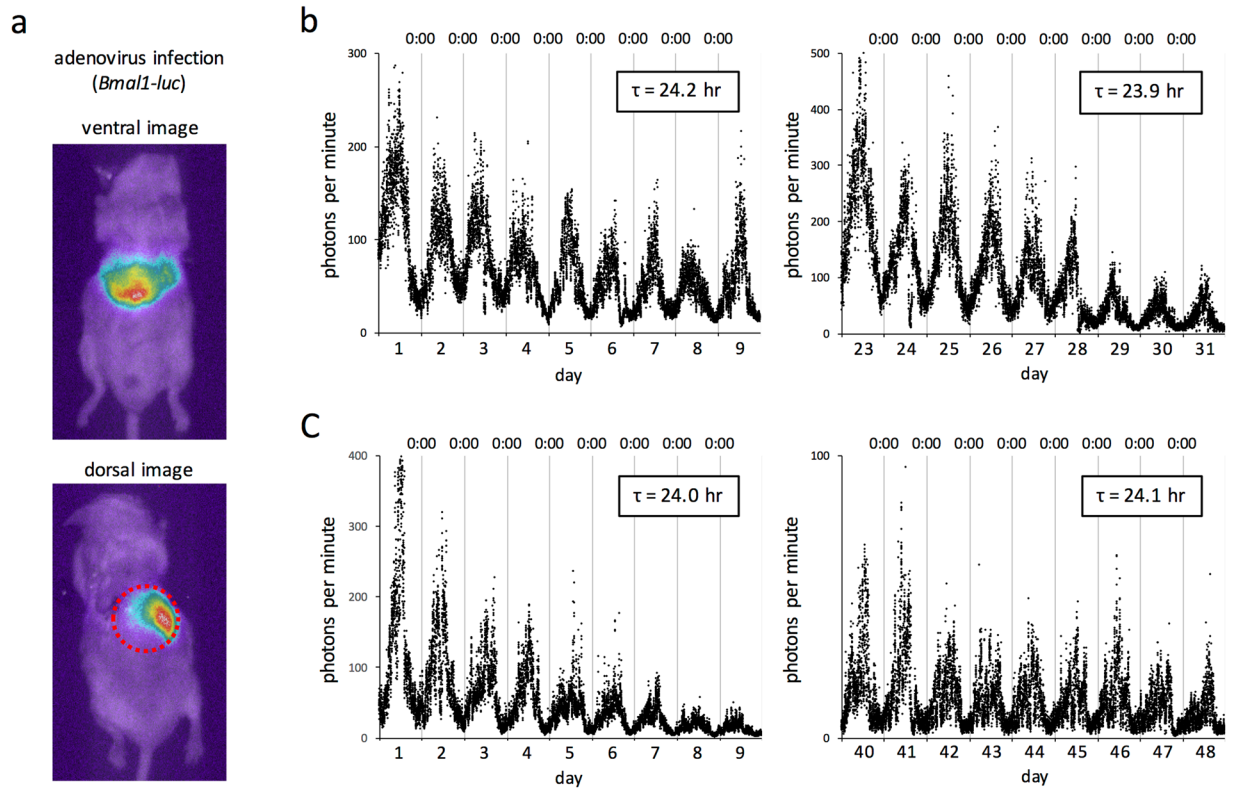 a
adenovirus infection
(Bmal1-luc)
ventral image
dorsal image
b
0:00 0:00 0:00 0:00 0:00 0:00 0:00 0:00
300
200
100
0
photons per minute
τ = 24.2 hr
1 2 3 4 5 6 7 8 9
day
0:00 0:00 0:00 0:00 0:00 0:00 0:00 0:00
500
400
300
200
100
0
photons per minute
τ = 23.9 hr
23 24 25 26 27 28 29 30 31
day
C
0:00 0:00 0:00 0:00 0:00 0:00 0:00 0:00
400
300
200
100
0
photons per minute
τ = 24.0 hr
1 2 3 4 5 6 7 8 9
day
0:00 0:00 0:00 0:00 0:00 0:00 0:00 0:00
100
0
photons per minute
τ = 24.1 hr
40 41 42 43 44 45 46 47 48
day